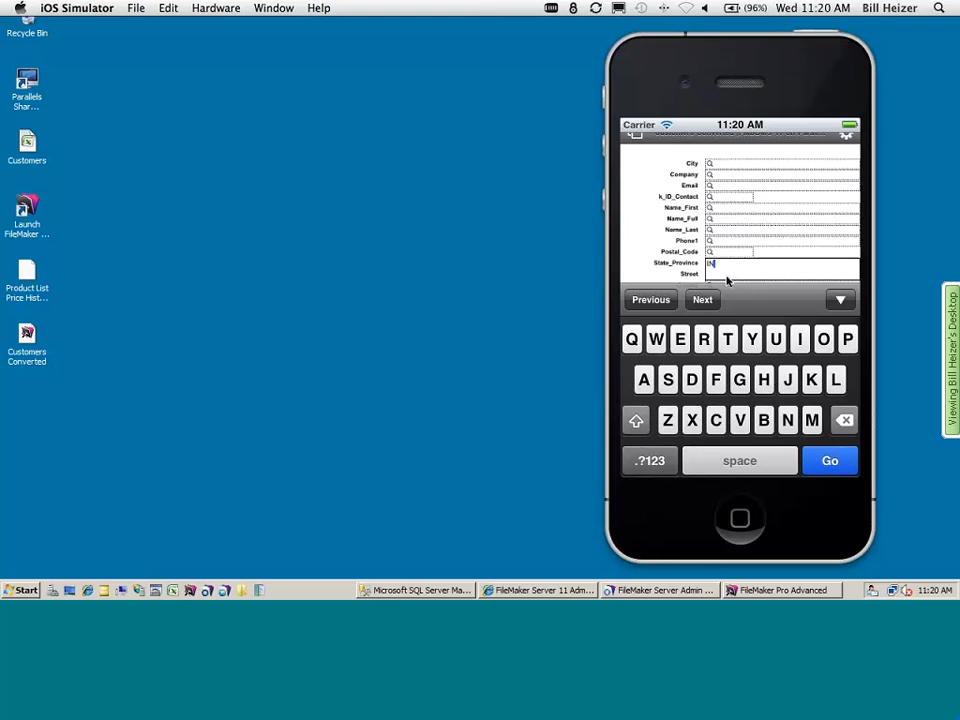 iOS Simulator File Edit Hardware Window Help (96%) Wed 11:20 AM Bill Heizer
Recycle Bin
Parallels
Shar...
Customers
Launch
FileMaker ...
Product List
Price Hist...
Customers
Converted
Carrier 11:20 AM
City
Company
Email
k_ID_Contact
Name_First
Name_Full
Name_Last
Phone1
Postal_Code
State_Province IN
Street
Previous Next
Q W E R T Y U I O P
A S D F G H J K L
Z X C V B N M
.?123 space Go
Viewing Bill Heizer's Desktop
Start Microsoft SQL Server Ma... FileMaker Server 11 Adm... FileMaker Server Admin ... FileMaker Pro Advanced 11:20 AM